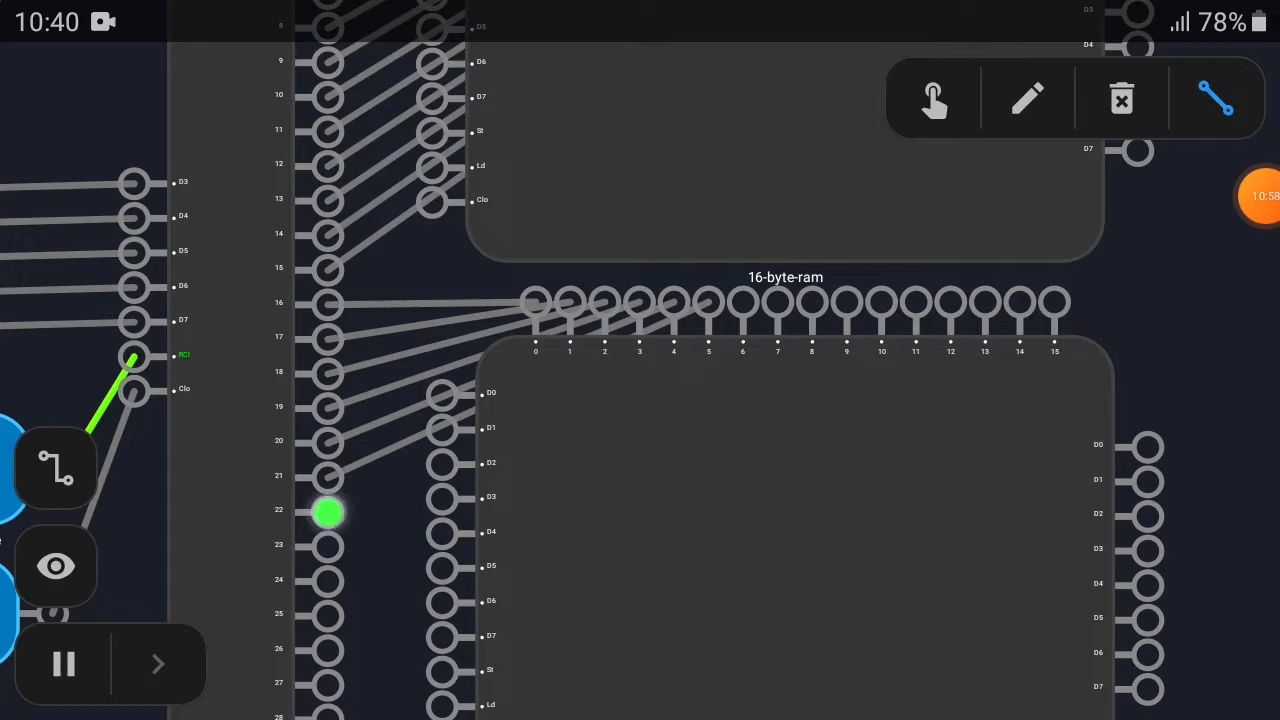 10:40
78%
8
9
10
11
12
13
14
15
16
17
18
19
20
21
22
23
24
25
26
27
28
D3
D4
D5
D6
D7
RCI
Clo
D5
D6
D7
St
Ld
Clo
D3
D4
D7
10:58
16-byte-ram
0 1 2 3 4 5 6 7 8 9 10 11 12 13 14 15
D0
D1
D2
D3
D4
D5
D6
D7
St
Ld
D0
D1
D2
D3
D4
D5
D6
D7